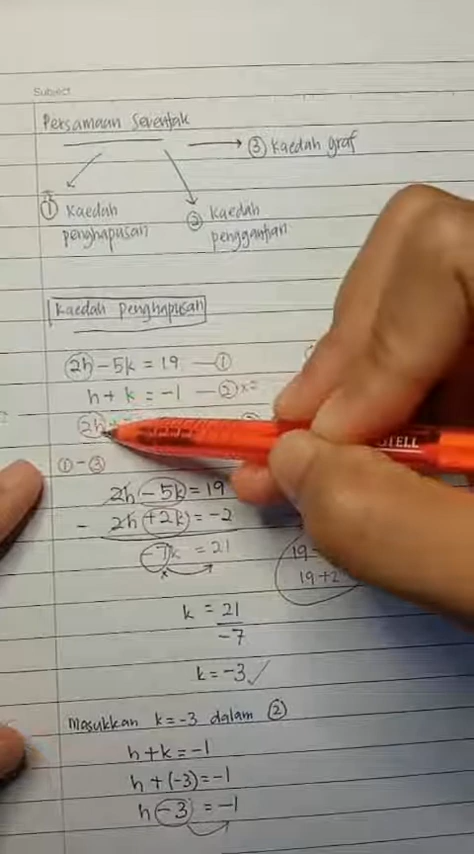 Subject
Persamaan Serentak
③ Kaedah graf
① Kaedah penghapusan
② Kaedah penggantian
Kaedah Penghapusan
2h - 5k = 19 — ①
h + k = -1 — ②
2h
① - ③
2h - 5k = 19
- 2h + 2k = -2
-7k = 21
19
19 + 2
k = 21
-7
k = -3 ✓
Masukkan k = -3 dalam ②
h + k = -1
h + (-3) = -1
h - 3 = -1